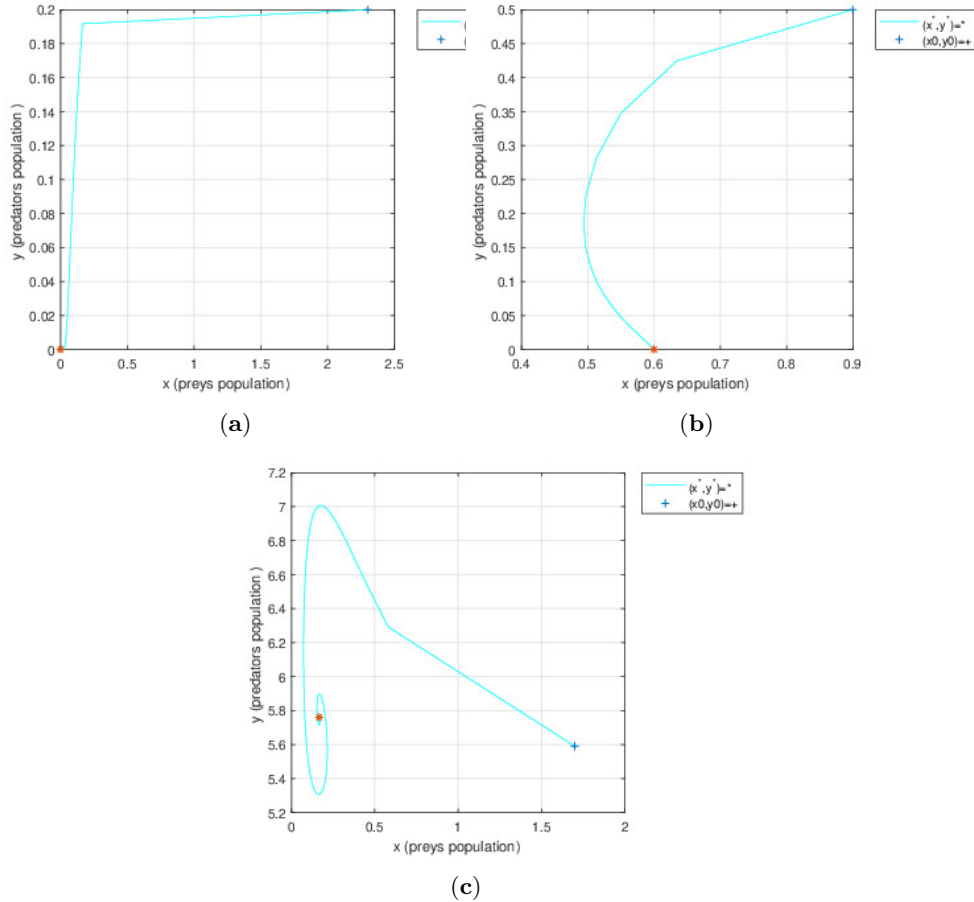 0.2
0.18
0.16
0.14
0.12
0.1
0.08
0.06
0.04
0.02
0
y (predators population )
0 0.5 1 1.5 2 2.5
x (preys population)
(
(
(a)
0.5
0.45
0.4
0.35
0.3
0.25
0.2
0.15
0.1
0.05
0
y (predators population )
0.4 0.5 0.6 0.7 0.8 0.9
x (preys population)
(x*,y*)=*
(x0,y0)=+
(b)
7.2
7
6.8
6.6
6.4
6.2
6
5.8
5.6
5.4
5.2
y (predators population )
0 0.5 1 1.5 2
x (preys population)
(x*,y*)=*
(x0,y0)=+
(c)